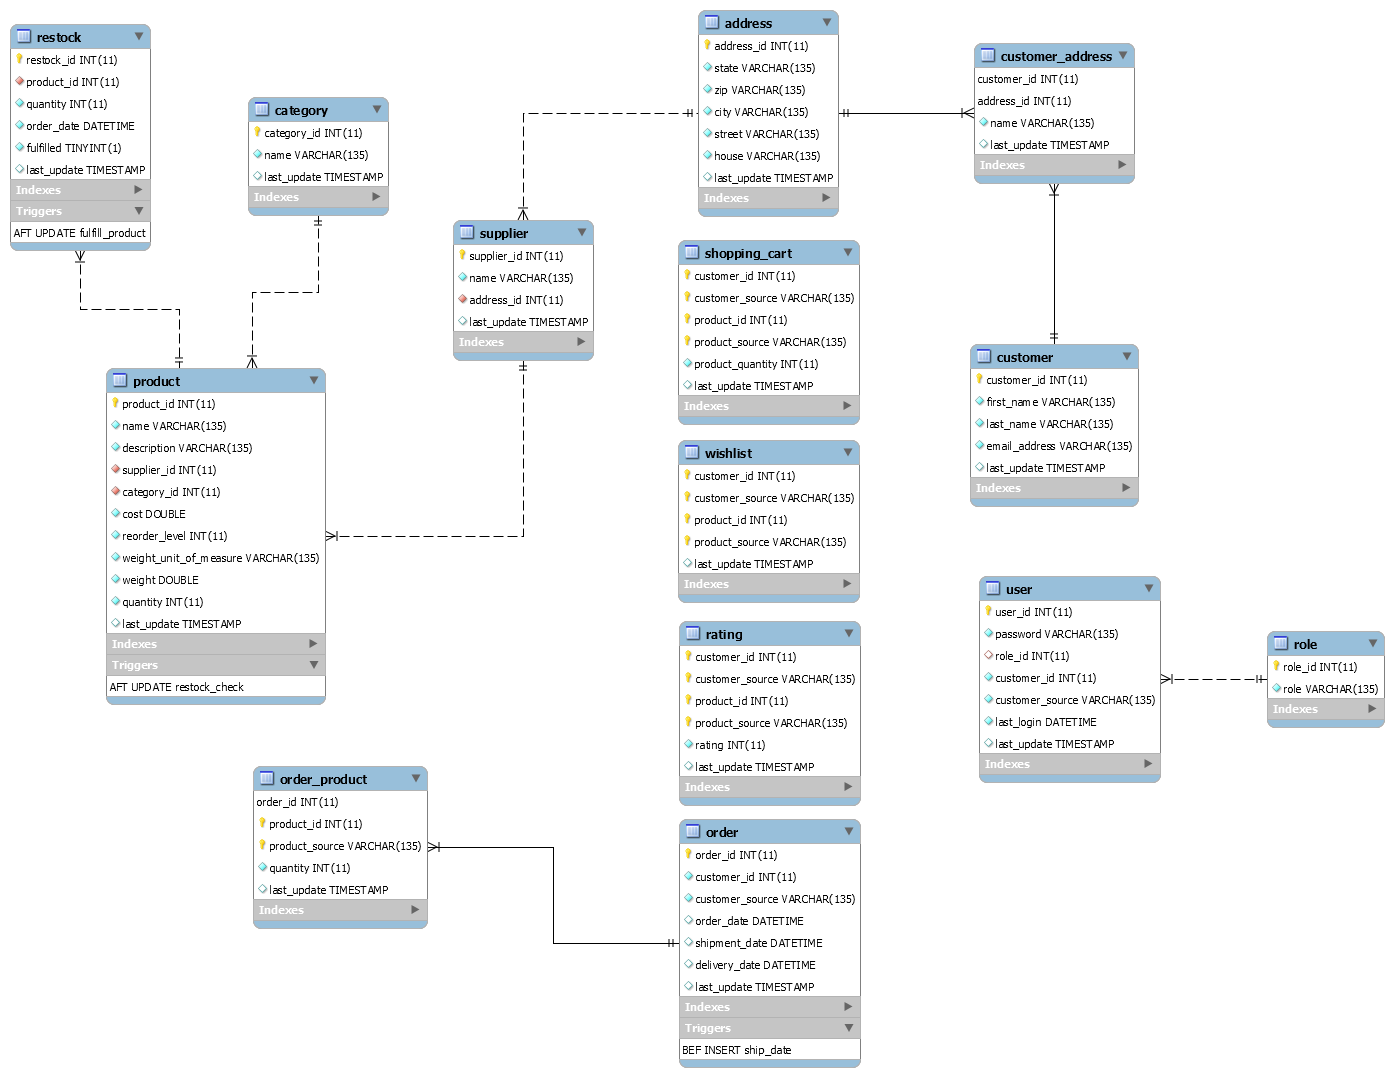 restock
restock_id INT(11)
product_id INT(11)
quantity INT(11)
order_date DATETIME
fulfilled TINYINT(1)
last_update TIMESTAMP
Indexes
Triggers
AFT UPDATE fulfill_product
category
category_id INT(11)
name VARCHAR(135)
last_update TIMESTAMP
Indexes
supplier
supplier_id INT(11)
name VARCHAR(135)
address_id INT(11)
last_update TIMESTAMP
Indexes
address
address_id INT(11)
state VARCHAR(135)
zip VARCHAR(135)
city VARCHAR(135)
street VARCHAR(135)
house VARCHAR(135)
last_update TIMESTAMP
Indexes
customer_address
customer_id INT(11)
address_id INT(11)
name VARCHAR(135)
last_update TIMESTAMP
Indexes
shopping_cart
customer_id INT(11)
customer_source VARCHAR(135)
product_id INT(11)
product_source VARCHAR(135)
product_quantity INT(11)
last_update TIMESTAMP
Indexes
customer
customer_id INT(11)
first_name VARCHAR(135)
last_name VARCHAR(135)
email_address VARCHAR(135)
last_update TIMESTAMP
Indexes
product
product_id INT(11)
name VARCHAR(135)
description VARCHAR(135)
supplier_id INT(11)
category_id INT(11)
cost DOUBLE
reorder_level INT(11)
weight_unit_of_measure VARCHAR(135)
weight DOUBLE
quantity INT(11)
last_update TIMESTAMP
Indexes
Triggers
AFT UPDATE restock_check
wishlist
customer_id INT(11)
customer_source VARCHAR(135)
product_id INT(11)
product_source VARCHAR(135)
last_update TIMESTAMP
Indexes
user
user_id INT(11)
password VARCHAR(135)
role_id INT(11)
customer_id INT(11)
customer_source VARCHAR(135)
last_login DATETIME
last_update TIMESTAMP
Indexes
role
role_id INT(11)
role VARCHAR(135)
Indexes
rating
customer_id INT(11)
customer_source VARCHAR(135)
product_id INT(11)
product_source VARCHAR(135)
rating INT(11)
last_update TIMESTAMP
Indexes
order_product
order_id INT(11)
product_id INT(11)
product_source VARCHAR(135)
quantity INT(11)
last_update TIMESTAMP
Indexes
order
order_id INT(11)
customer_id INT(11)
customer_source VARCHAR(135)
order_date DATETIME
shipment_date DATETIME
delivery_date DATETIME
last_update TIMESTAMP
Indexes
Triggers
BEF INSERT ship_date